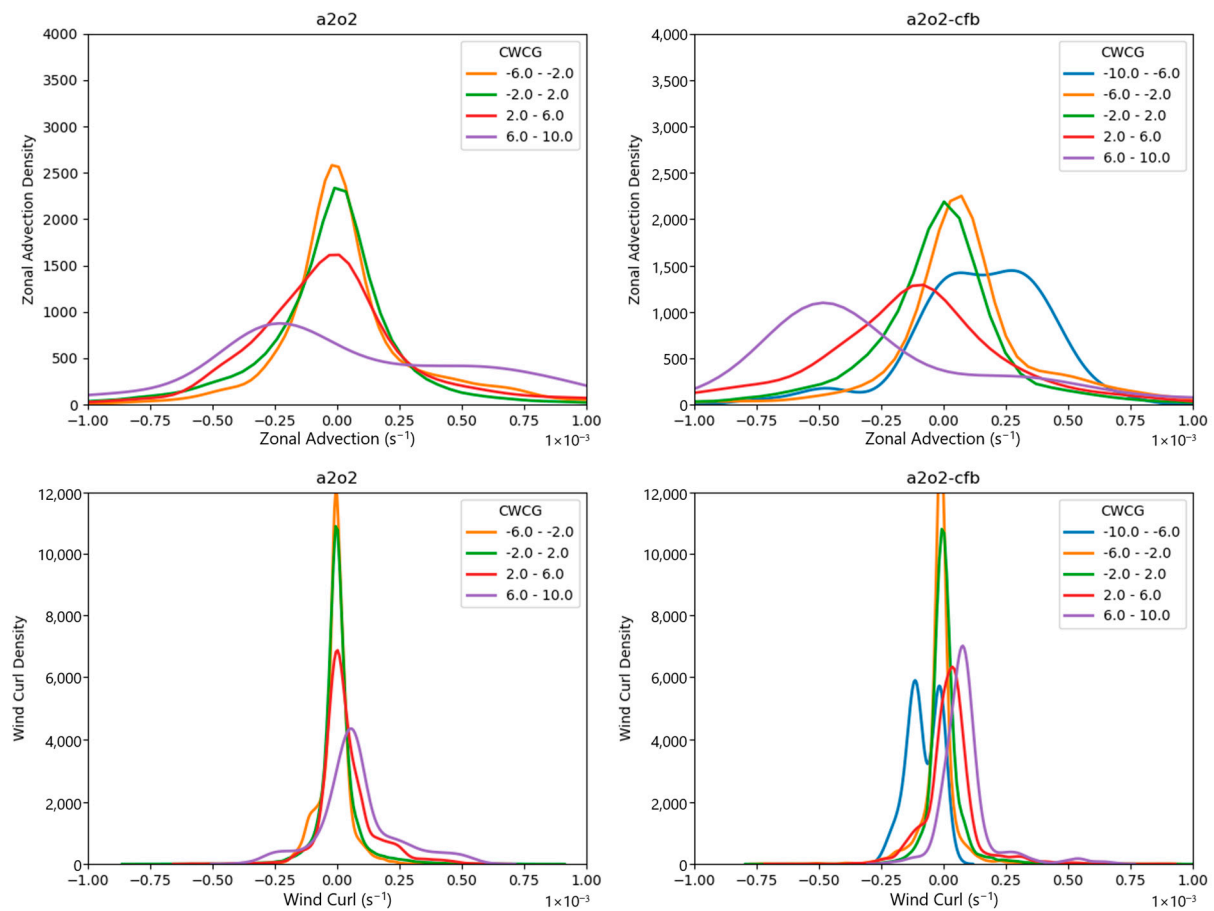 a2o2
4000
3500
3000
2500
2000
1500
1000
500
0
Zonal Advection Density
CWCG
-6.0 - -2.0
-2.0 - 2.0
2.0 - 6.0
6.0 - 10.0
−1.00 −0.75 −0.50 −0.25 0.00 0.25 0.50 0.75 1.00
Zonal Advection (s⁻¹)
1×10⁻³
a2o2-cfb
4,000
3,500
3,000
2,500
2,000
1,500
1,000
500
0
Zonal Advection Density
CWCG
-10.0 - -6.0
-6.0 - -2.0
-2.0 - 2.0
2.0 - 6.0
6.0 - 10.0
−1.00 −0.75 −0.50 −0.25 0.00 0.25 0.50 0.75 1.00
Zonal Advection (s⁻¹)
1×10⁻³
a2o2
12,000
10,000
8,000
6,000
4,000
2,000
0
Wind Curl Density
CWCG
-6.0 - -2.0
-2.0 - 2.0
2.0 - 6.0
6.0 - 10.0
−1.00 −0.75 −0.50 −0.25 0.00 0.25 0.50 0.75 1.00
Wind Curl (s⁻¹)
1×10⁻³
a2o2-cfb
12,000
10,000
8,000
6,000
4,000
2,000
0
Wind Curl Density
CWCG
-10.0 - -6.0
-6.0 - -2.0
-2.0 - 2.0
2.0 - 6.0
6.0 - 10.0
−1.00 −0.75 −0.50 −0.25 0.00 0.25 0.50 0.75 1.00
Wind Curl (s⁻¹)
1×10⁻³